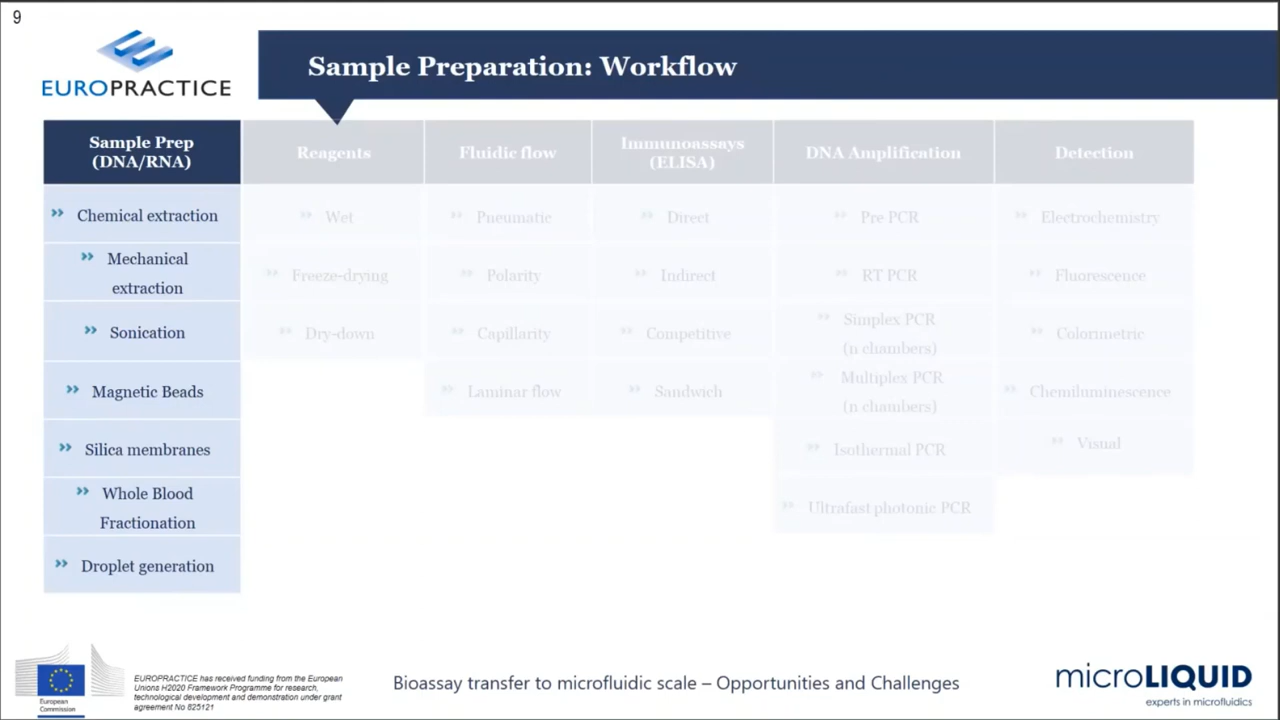 9
EUROPRACTICE
Sample Preparation: Workflow
Sample Prep
(DNA/RNA)
Reagents
Fluidic flow
Immunoassays
(ELISA)
DNA Amplification
Detection
Chemical extraction
Wet
Pneumatic
Direct
Pre PCR
Electrochemistry
Mechanical
extraction
Freeze-drying
Polarity
Indirect
RT PCR
Fluorescence
Sonication
Dry-down
Capillarity
Competitive
Simplex PCR
(n chambers)
Colorimetric
Magnetic Beads
Laminar flow
Sandwich
Multiplex PCR
(n chambers)
Chemiluminescence
Silica membranes
Isothermal PCR
Visual
Whole Blood
Fractionation
Ultrafast photonic PCR
Droplet generation
European
Commission
EUROPRACTICE has received funding from the European
Unions H2020 Framework Programme for research,
technological development and demonstration under grant
agreement No 825121
Bioassay transfer to microfluidic scale – Opportunities and Challenges
microLIQUID
experts in microfluidics